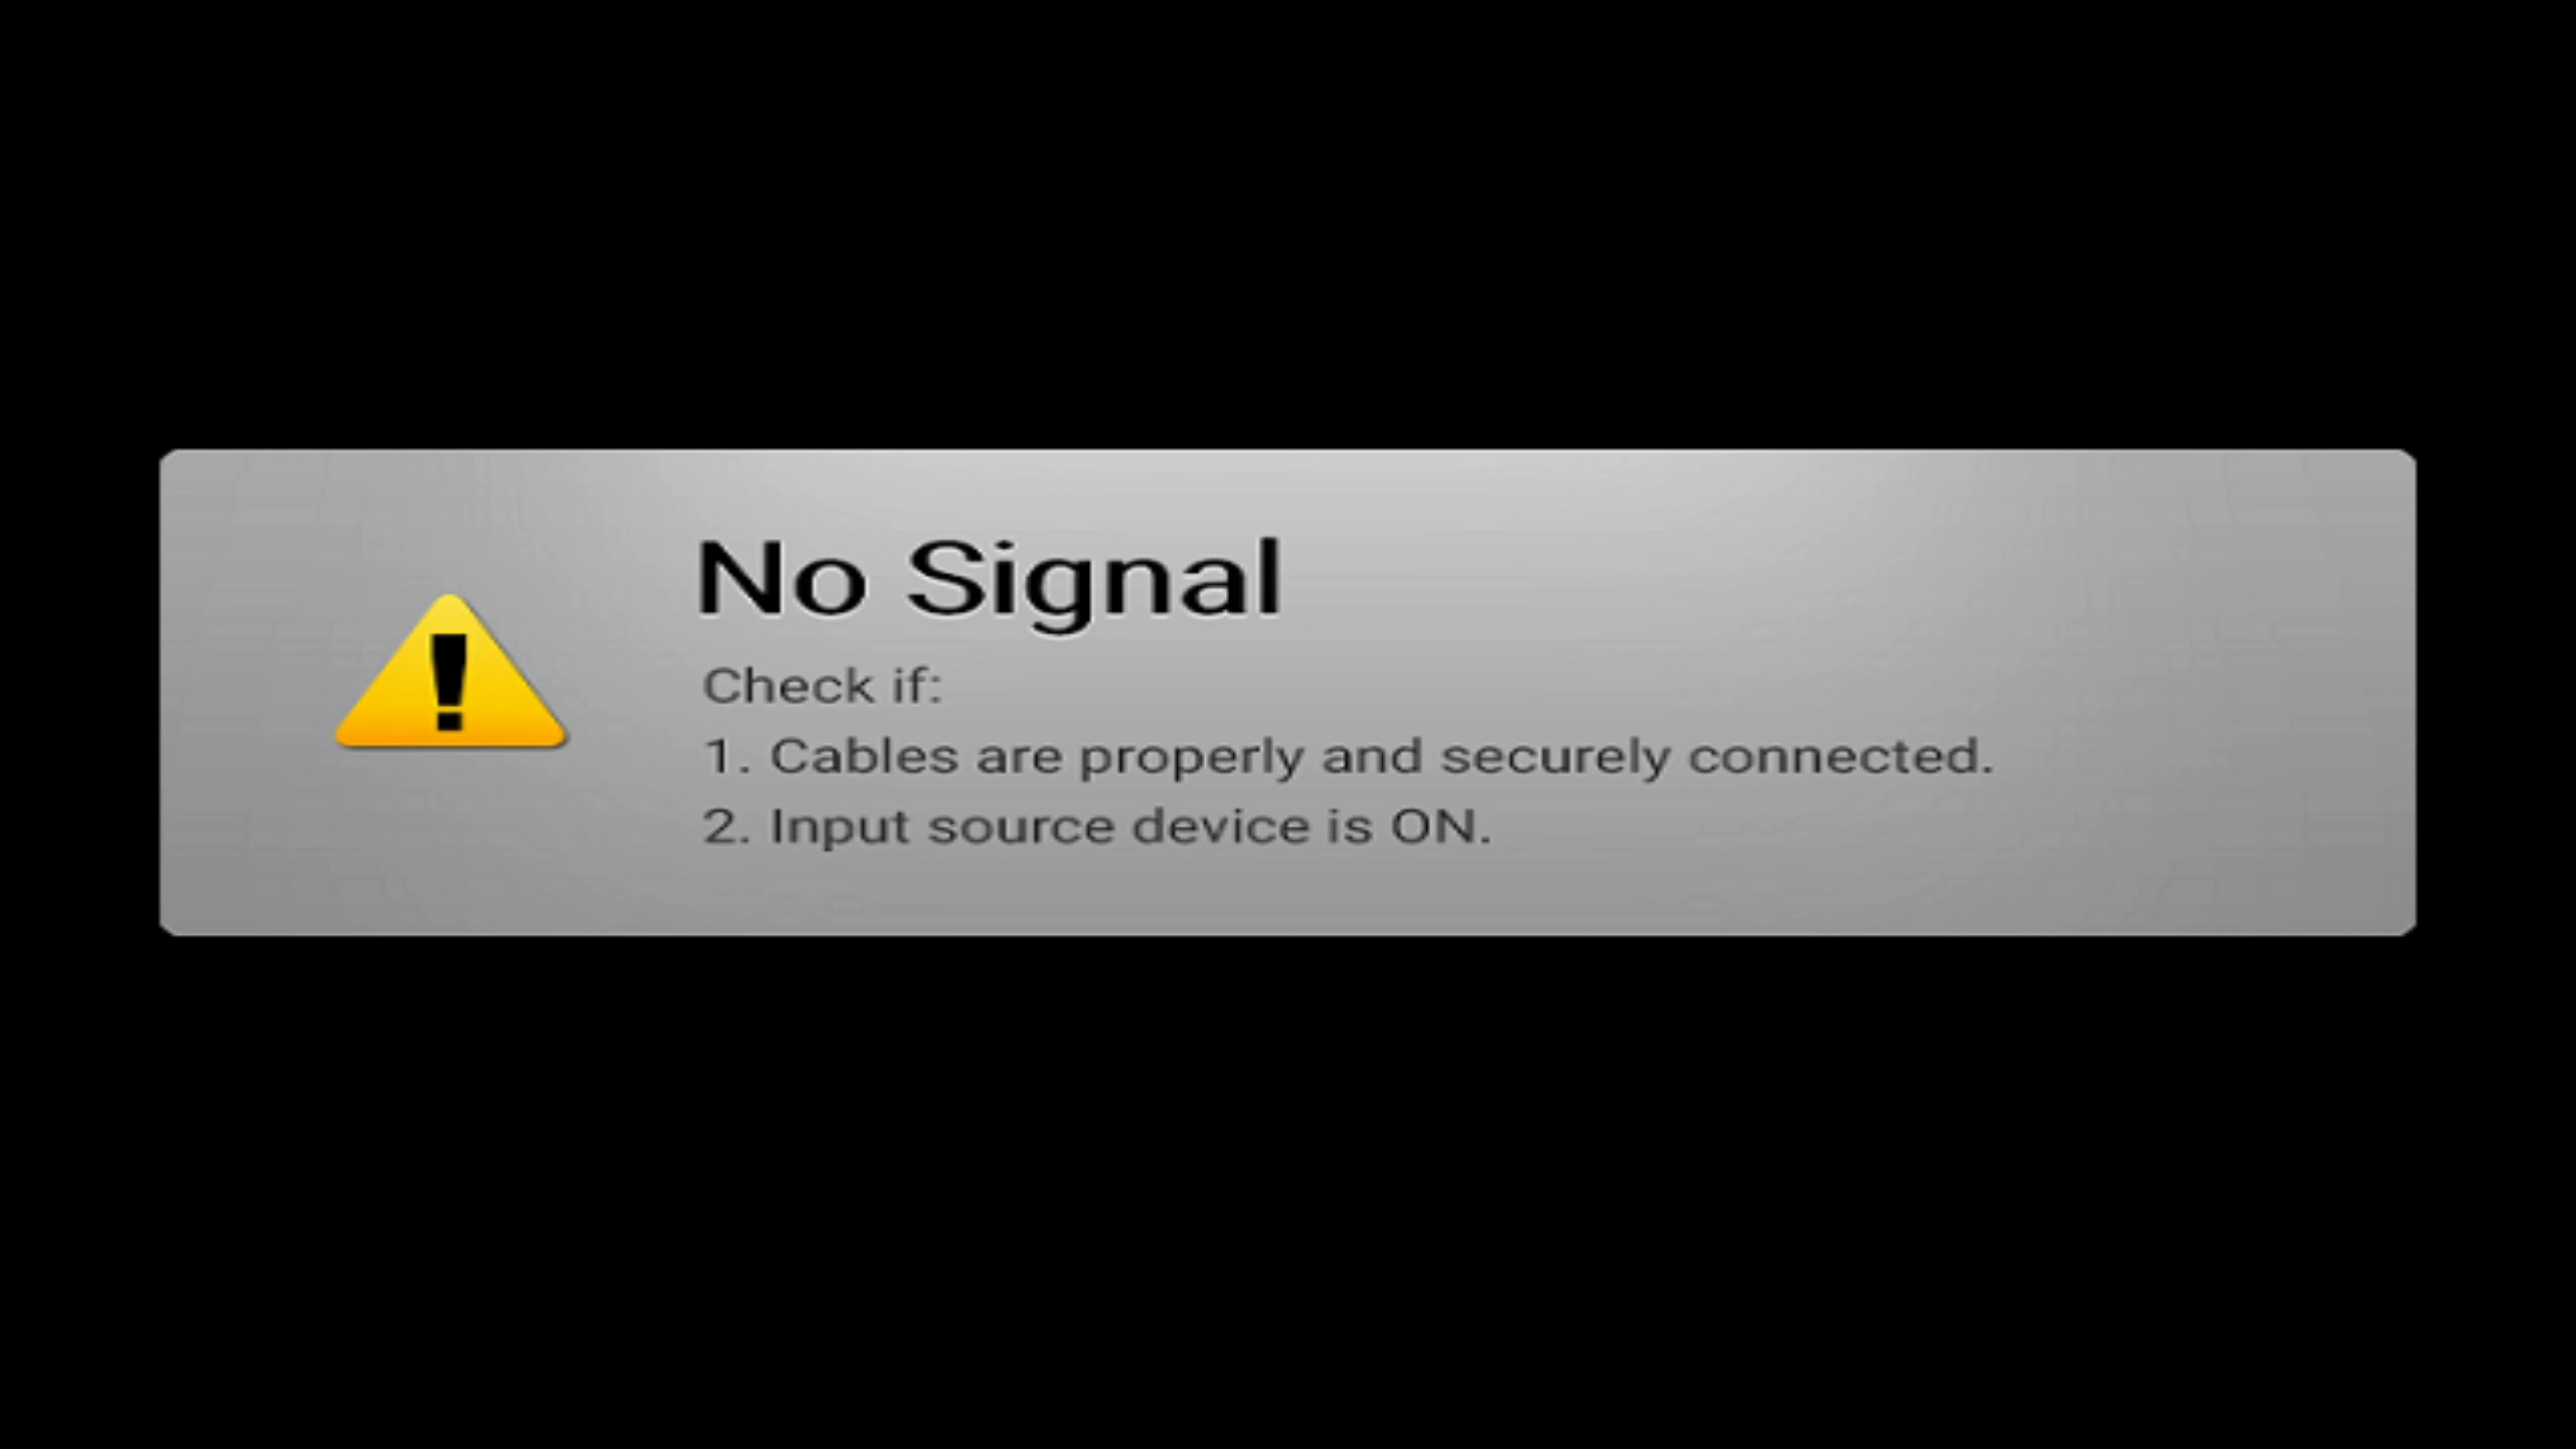 No Signal
Check if:
1. Cables are properly and securely connected.
2. Input source device is ON.